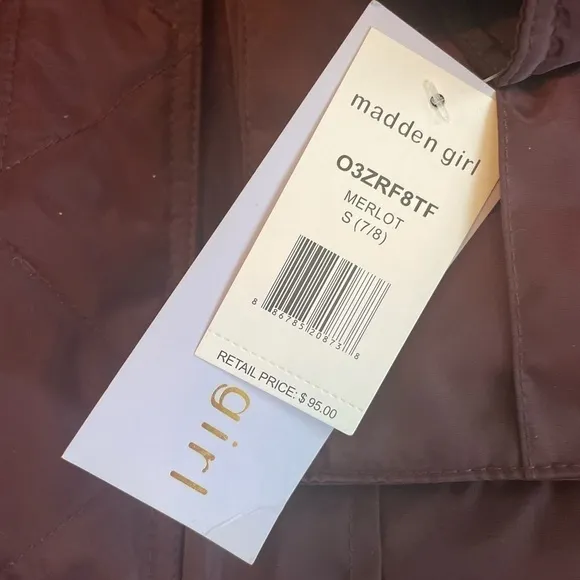 madden girl
O3ZRF8TF
MERLOT
S (7/8)
8 86785 20873 8
RETAIL PRICE: $ 95.00
girl